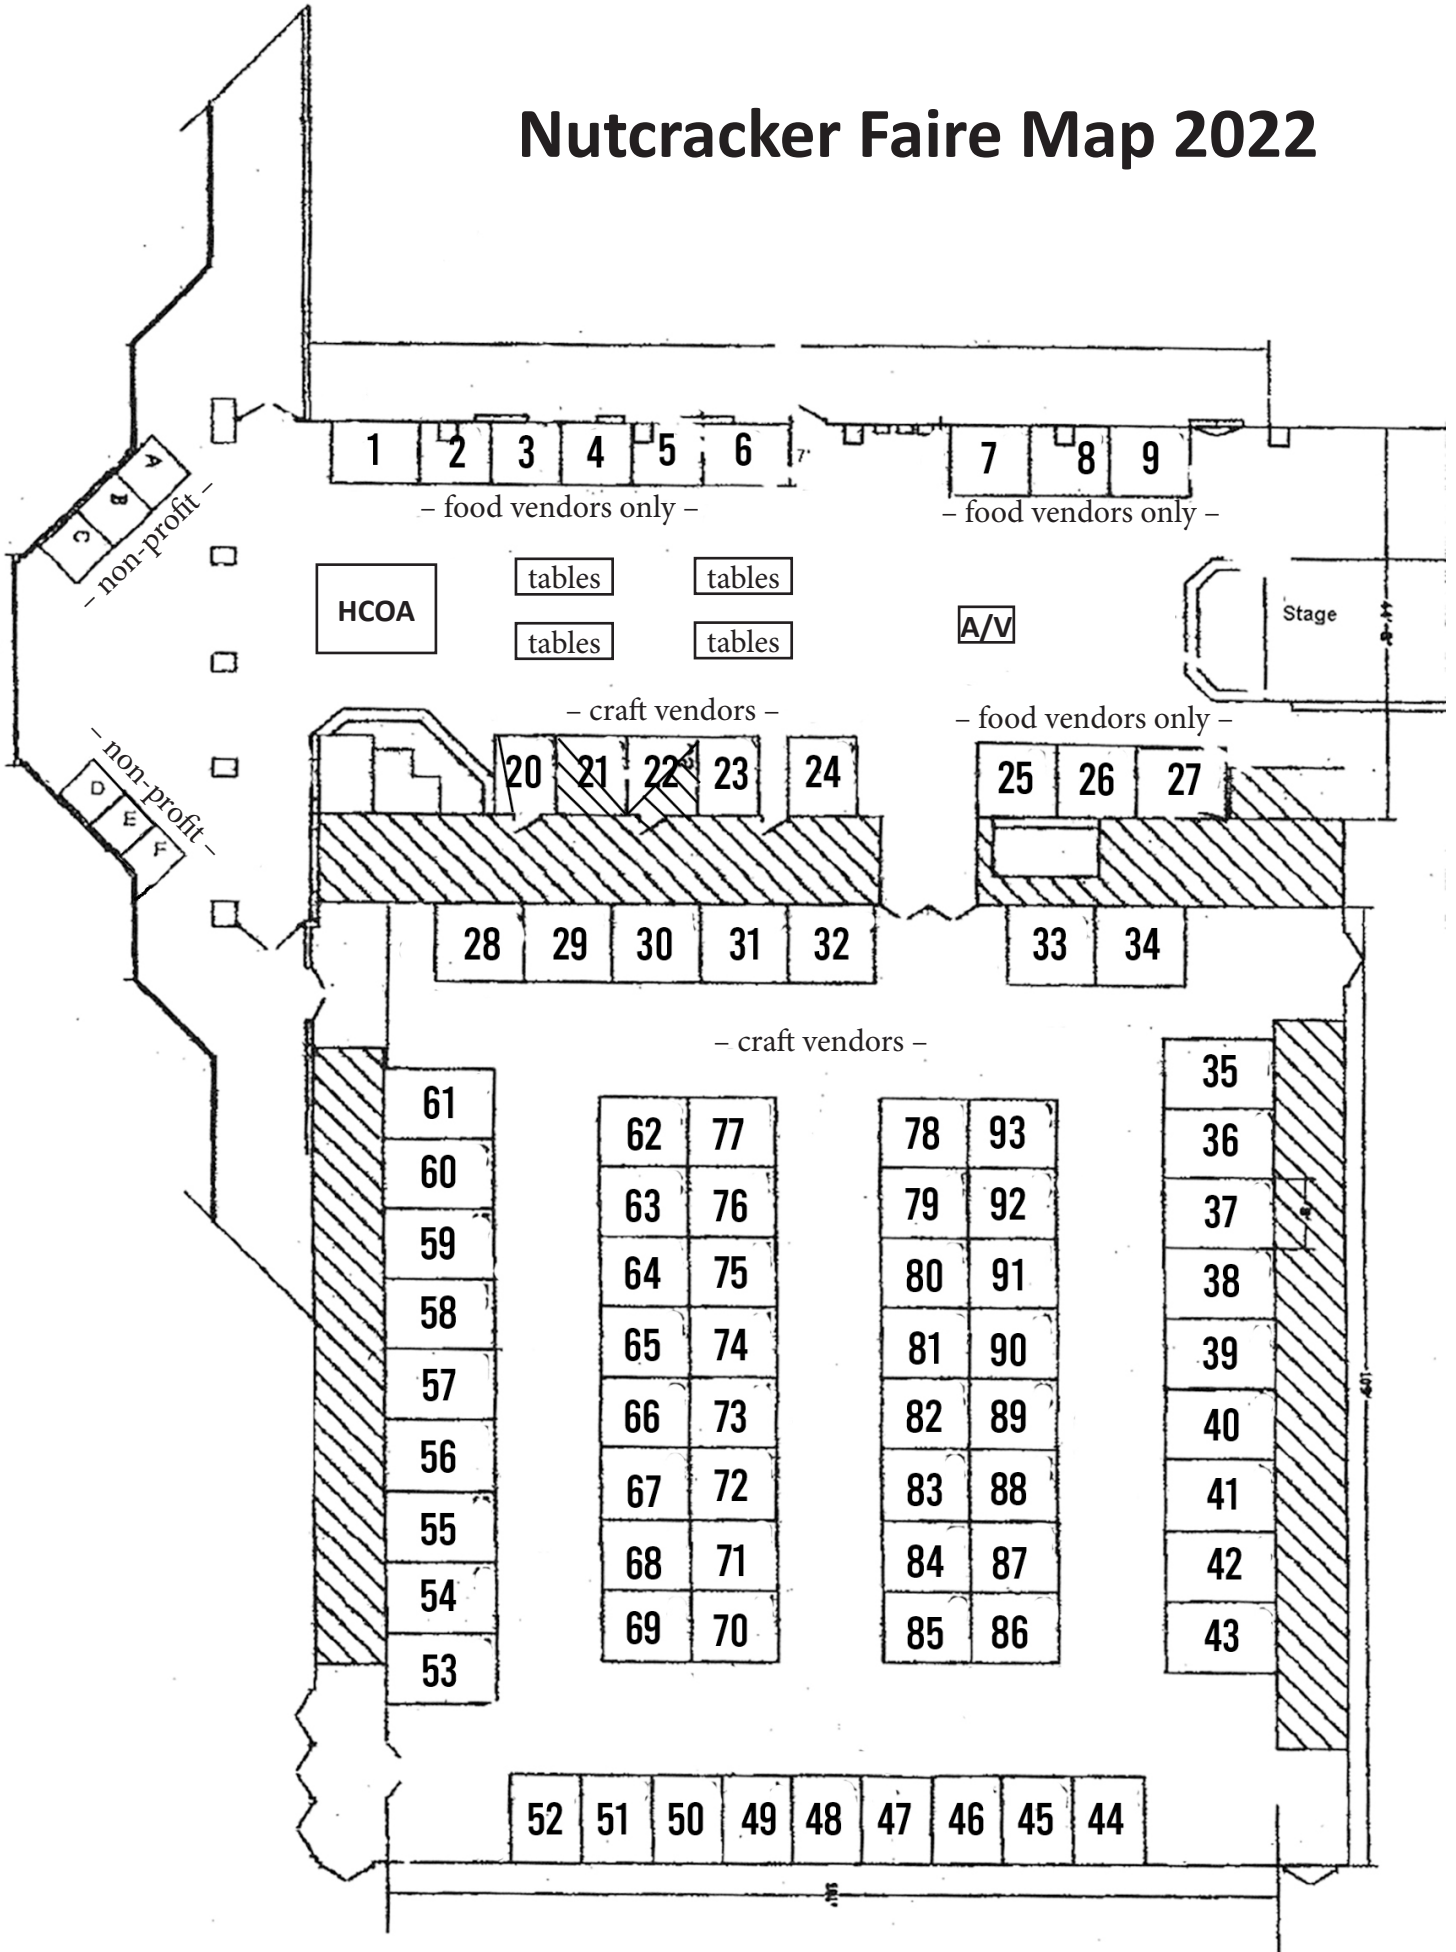 Nutcracker Faire Map 2022
1 2 3 4 5 6 7' 7 8 9
– food vendors only – – food vendors only –
A
B
C
– non-profit –
tables tables
HCOA
A/V
Stage
tables tables
– craft vendors – – food vendors only –
– non-profit –
D
E
F
20 21 22 23 24 25 26 27
28 29 30 31 32 33 34
– craft vendors –
61 62 77 78 93 35
60 63 76 79 92 36
59 64 75 80 91 37
58 65 74 81 90 38
57 66 73 82 89 39
56 67 72 83 88 40
55 68 71 84 87 41
54 69 70 85 86 42
53 43
52 51 50 49 48 47 46 45 44